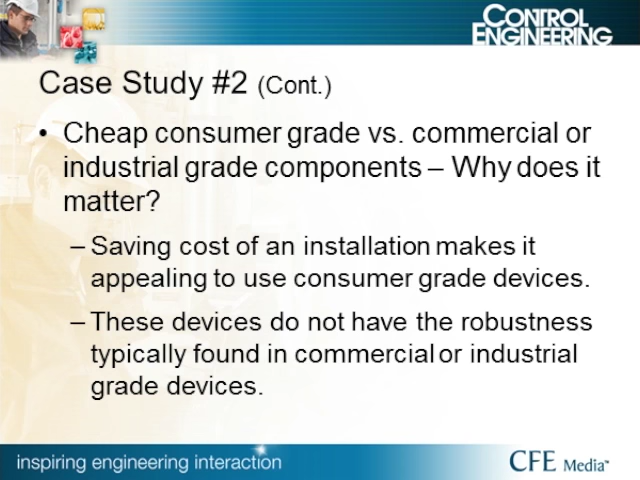 CONTROL
ENGINEERING
Case Study #2 (Cont.)
• Cheap consumer grade vs. commercial or
industrial grade components – Why does it
matter?
– Saving cost of an installation makes it
appealing to use consumer grade devices.
– These devices do not have the robustness
typically found in commercial or industrial
grade devices.
inspiring engineering interaction
CFE Media™